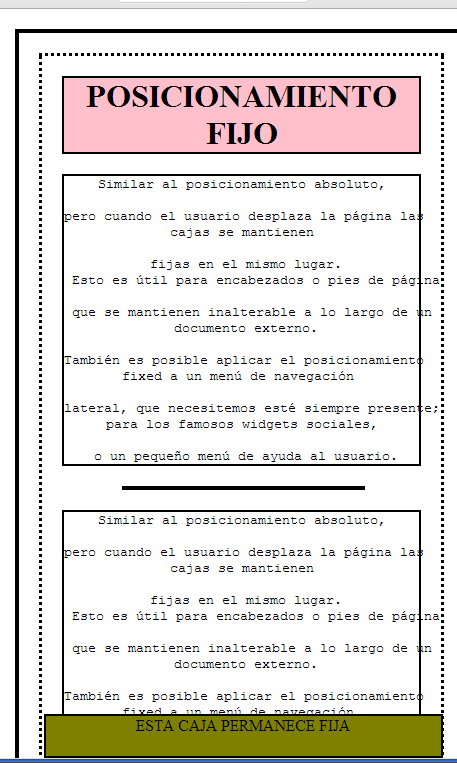 POSICIONAMIENTO
FIJO
Similar al posicionamiento absoluto,
pero cuando el usuario desplaza la página las
cajas se mantienen
fijas en el mismo lugar.
Esto es útil para encabezados o pies de página
que se mantienen inalterable a lo largo de un
documento externo.
También es posible aplicar el posicionamiento
fixed a un menú de navegación
lateral, que necesitemos esté siempre presente;
para los famosos widgets sociales,
o un pequeño menú de ayuda al usuario.
Similar al posicionamiento absoluto,
pero cuando el usuario desplaza la página las
cajas se mantienen
fijas en el mismo lugar.
Esto es útil para encabezados o pies de página
que se mantienen inalterable a lo largo de un
documento externo.
También es posible aplicar el posicionamiento
fixed a un menú de navegación
ESTA CAJA PERMANECE FIJA